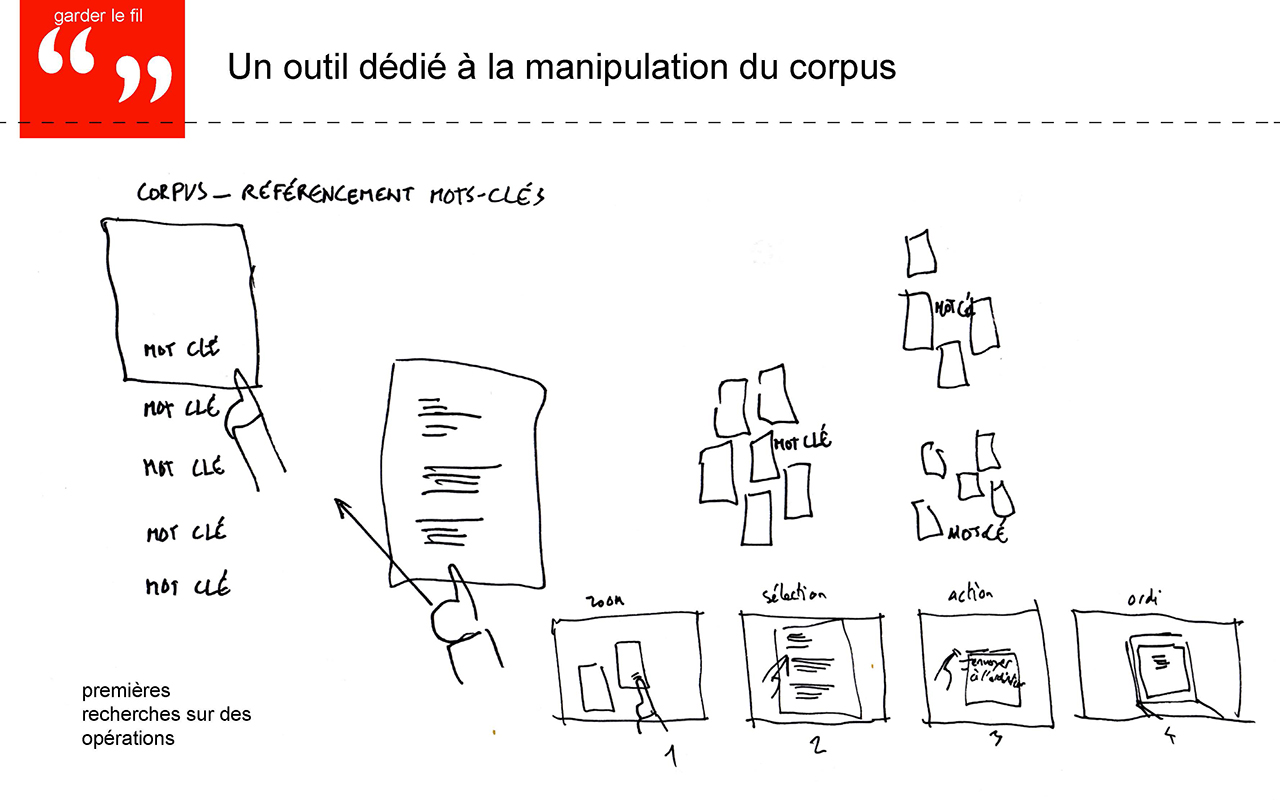 garder le fil
“ ”
Un outil dédié à la manipulation du corpus
CORPUS – RÉFÉRENCEMENT MOTS-CLÉS
MOT CLÉ
MOT CLÉ
MOT CLÉ
MOT CLÉ
MOT CLÉ
MOT CLÉ
MOT CLÉ
MOT CLÉ
zoom
sélection
action
ordi
envoyer
à l'ordinateur
1
2
3
4
premières
recherches sur des
opérations